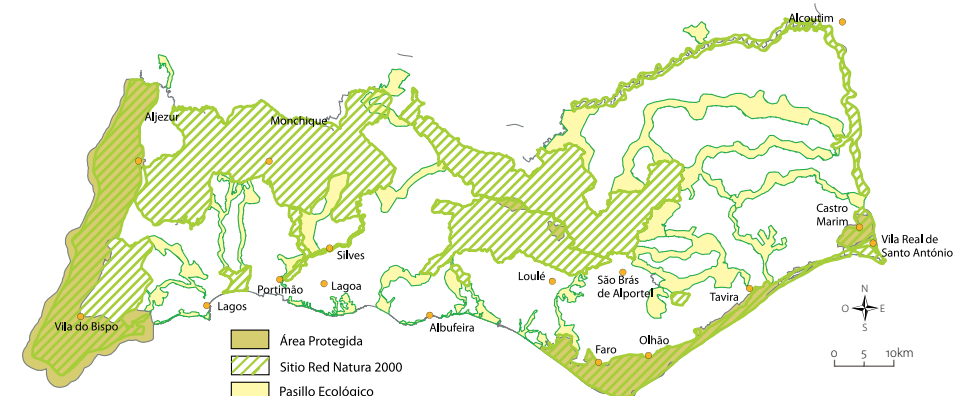 Alcoutim
Aljezur
Monchique
Castro
Marim
Vila Real de
Santo António
Silves
Loulé
São Brás
de Alportel
Portimão
Lagoa
Tavira
Lagos
Vila do Bispo
Albufeira
Faro
Olhão
N
O
E
S
0 5 10km
Área Protegida
Sitio Red Natura 2000
Pasillo Ecológico